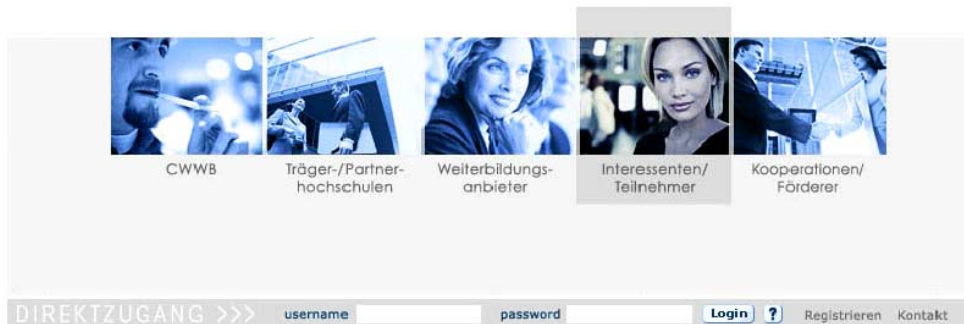 CWWB
Träger-/Partner-
hochschulen
Weiterbildungs-
anbieter
Interessenten/
Teilnehmer
Kooperationen/
Förderer
DIREKTZUGANG >>> username password Login ? Registrieren Kontakt